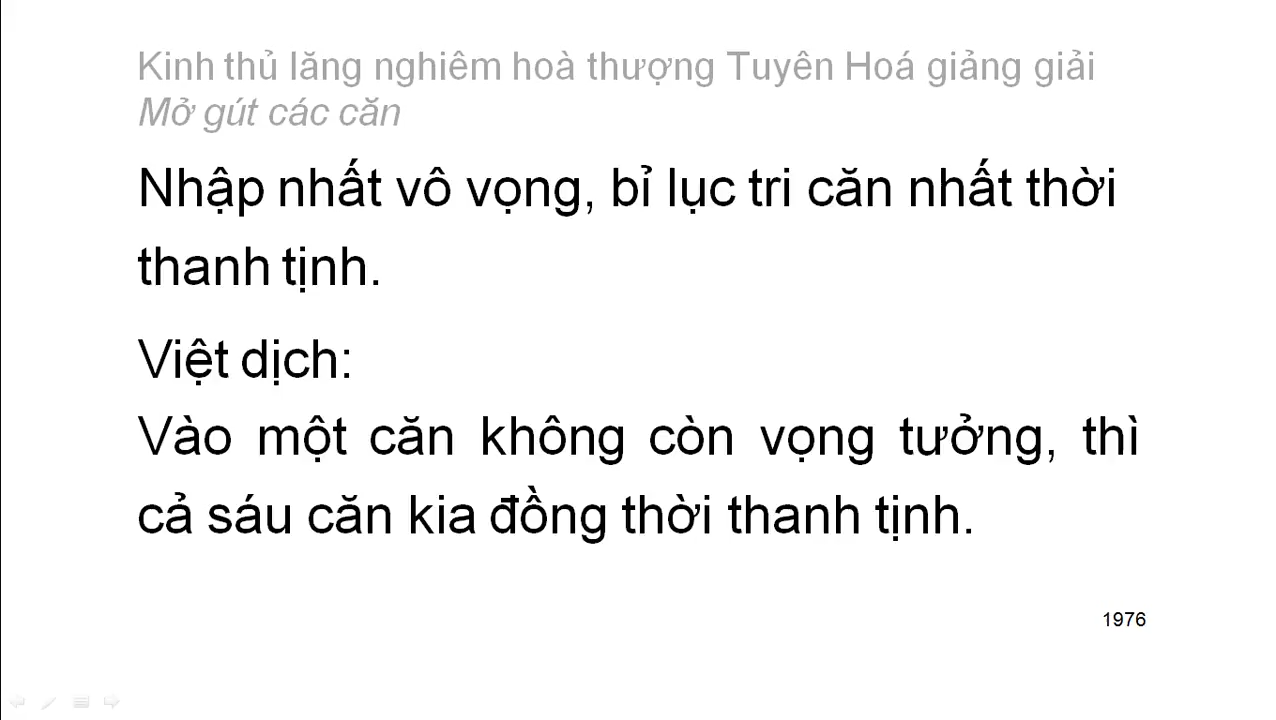 Kinh thủ lăng nghiêm hoà thượng Tuyên Hoá giảng giải
Mở gút các căn
Nhập nhất vô vọng, bỉ lục tri căn nhất thời
thanh tịnh.
Việt dịch:
Vào một căn không còn vọng tưởng, thì
cả sáu căn kia đồng thời thanh tịnh.
1976